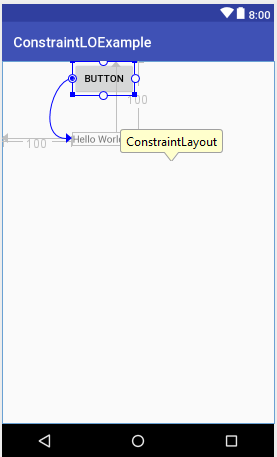 8:00
ConstraintLOExample
BUTTON
100
Hello World
ConstraintLayout
100